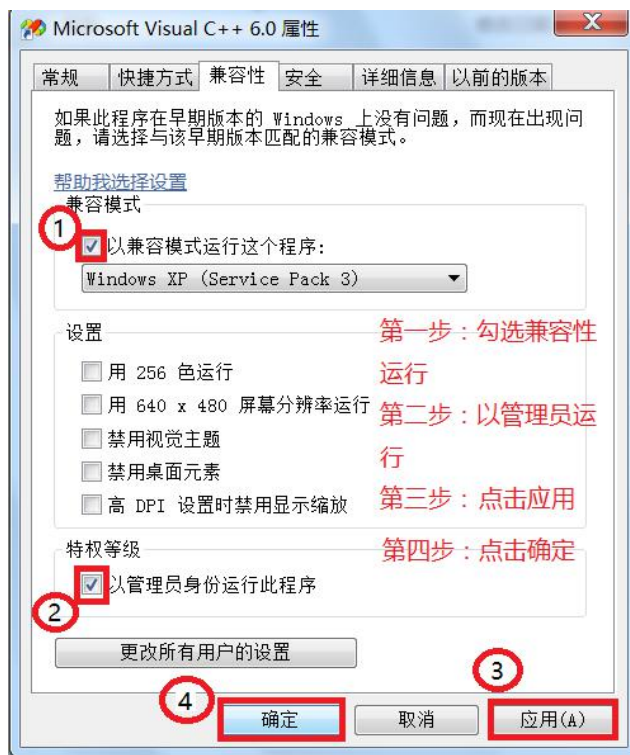 Microsoft Visual C++ 6.0 属性
常规
快捷方式
兼容性
安全
详细信息
以前的版本
如果此程序在早期版本的 Windows 上没有问题，而现在出现问
题，请选择与该早期版本匹配的兼容模式。
帮助我选择设置
兼容模式
1
以兼容模式运行这个程序:
Windows XP (Service Pack 3)
设置
第一步：勾选兼容性
用 256 色运行
运行
用 640 x 480 屏幕分辨率运行
第二步：以管理员运
禁用视觉主题
行
禁用桌面元素
高 DPI 设置时禁用显示缩放
第三步：点击应用
特权等级
第四步：点击确定
以管理员身份运行此程序
2
更改所有用户的设置
3
4
确定
取消
应用(A)